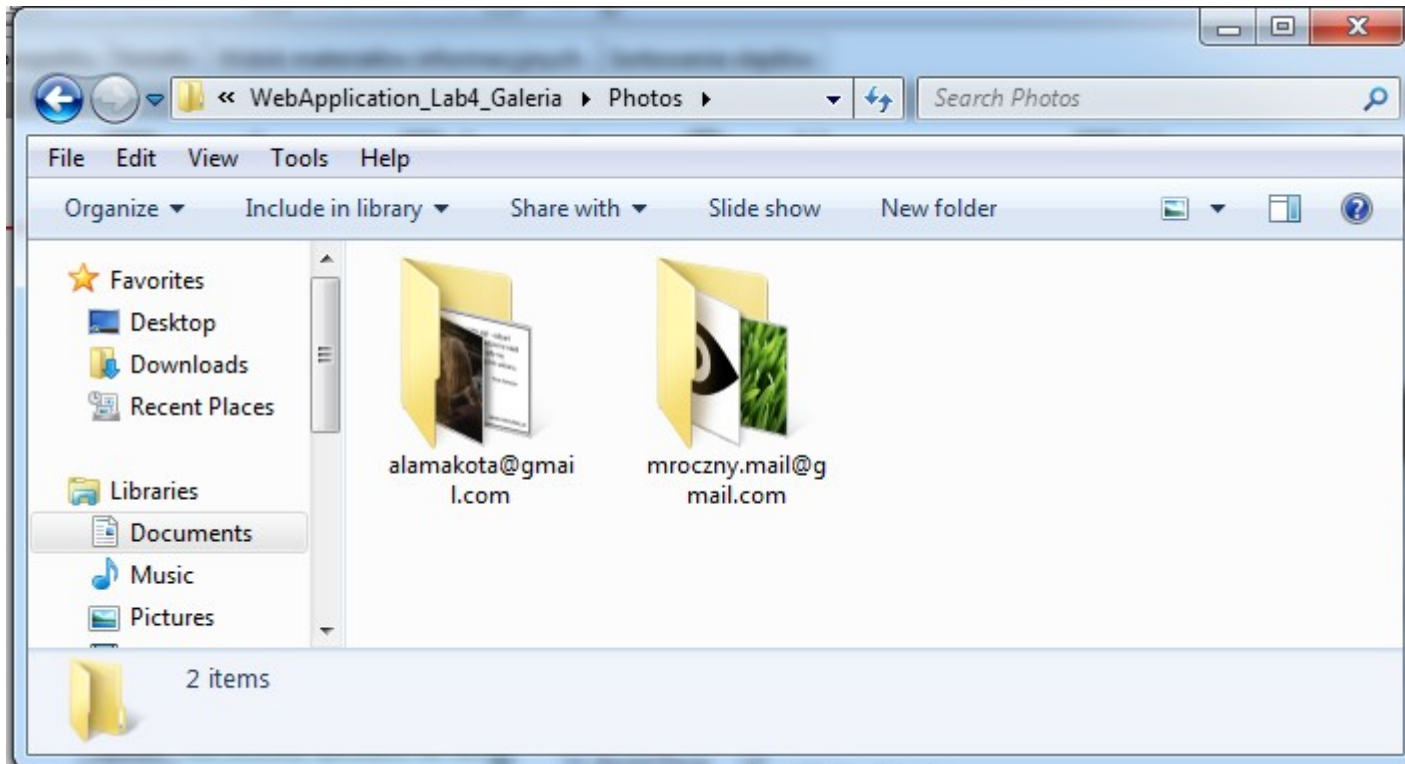 « WebApplication_Lab4_Galeria ▸ Photos ▸ Search Photos
File Edit View Tools Help
Organize Include in library Share with Slide show New folder
Favorites
Desktop
Downloads
Recent Places
Libraries
Documents
Music
Pictures
alamakota@gmai
l.com
mroczny.mail@g
mail.com
2 items